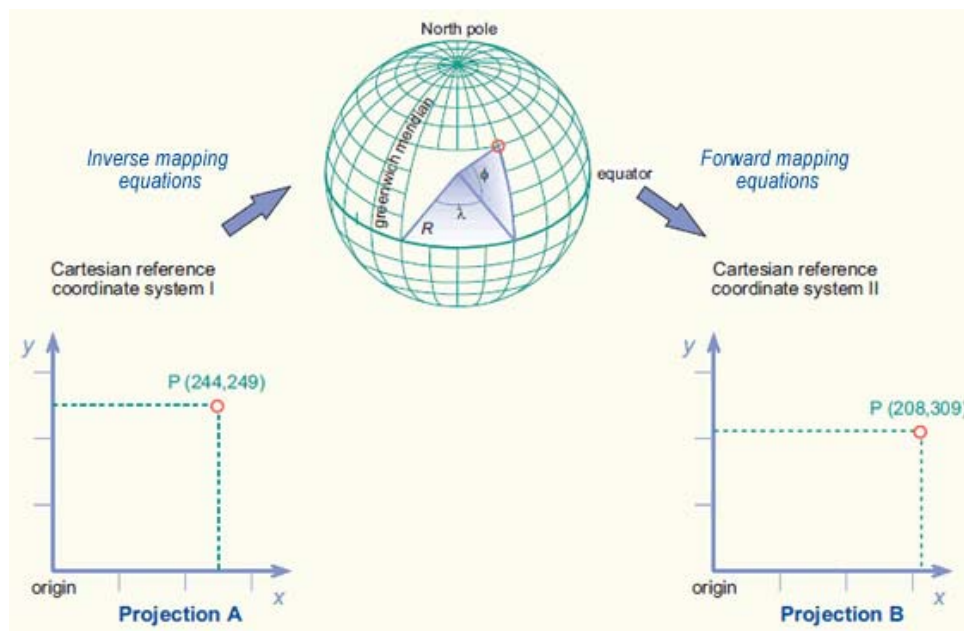 North pole
greenwich meridian
Inverse mapping
equations
Forward mapping
equations
equator
ϕ
λ
R
Cartesian reference
coordinate system I
Cartesian reference
coordinate system II
y
P (244,249)
origin
x
Projection A
y
P (208,309)
origin
x
Projection B